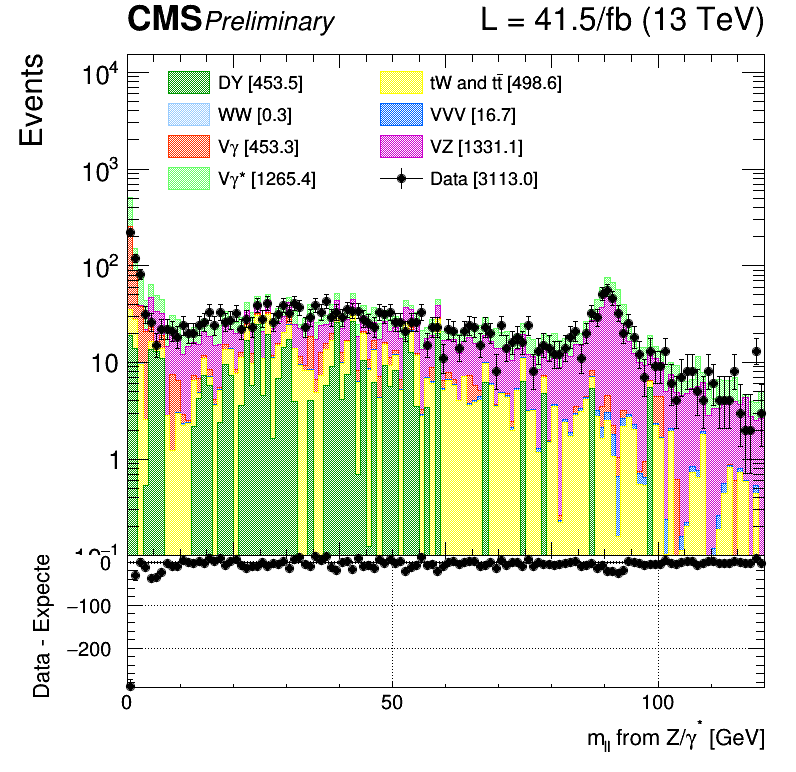 CMS Preliminary L = 41.5/fb (13 TeV)
Events
10⁴
10³
10²
10
1
DY [453.5]
WW [0.3]
Vγ [453.3]
Vγ* [1265.4]
tW and tt̄ [498.6]
VVV [16.7]
VZ [1331.1]
Data [3113.0]
Data - Expecte
0
−100
−200
0 50 100
m_ll from Z/γ* [GeV]